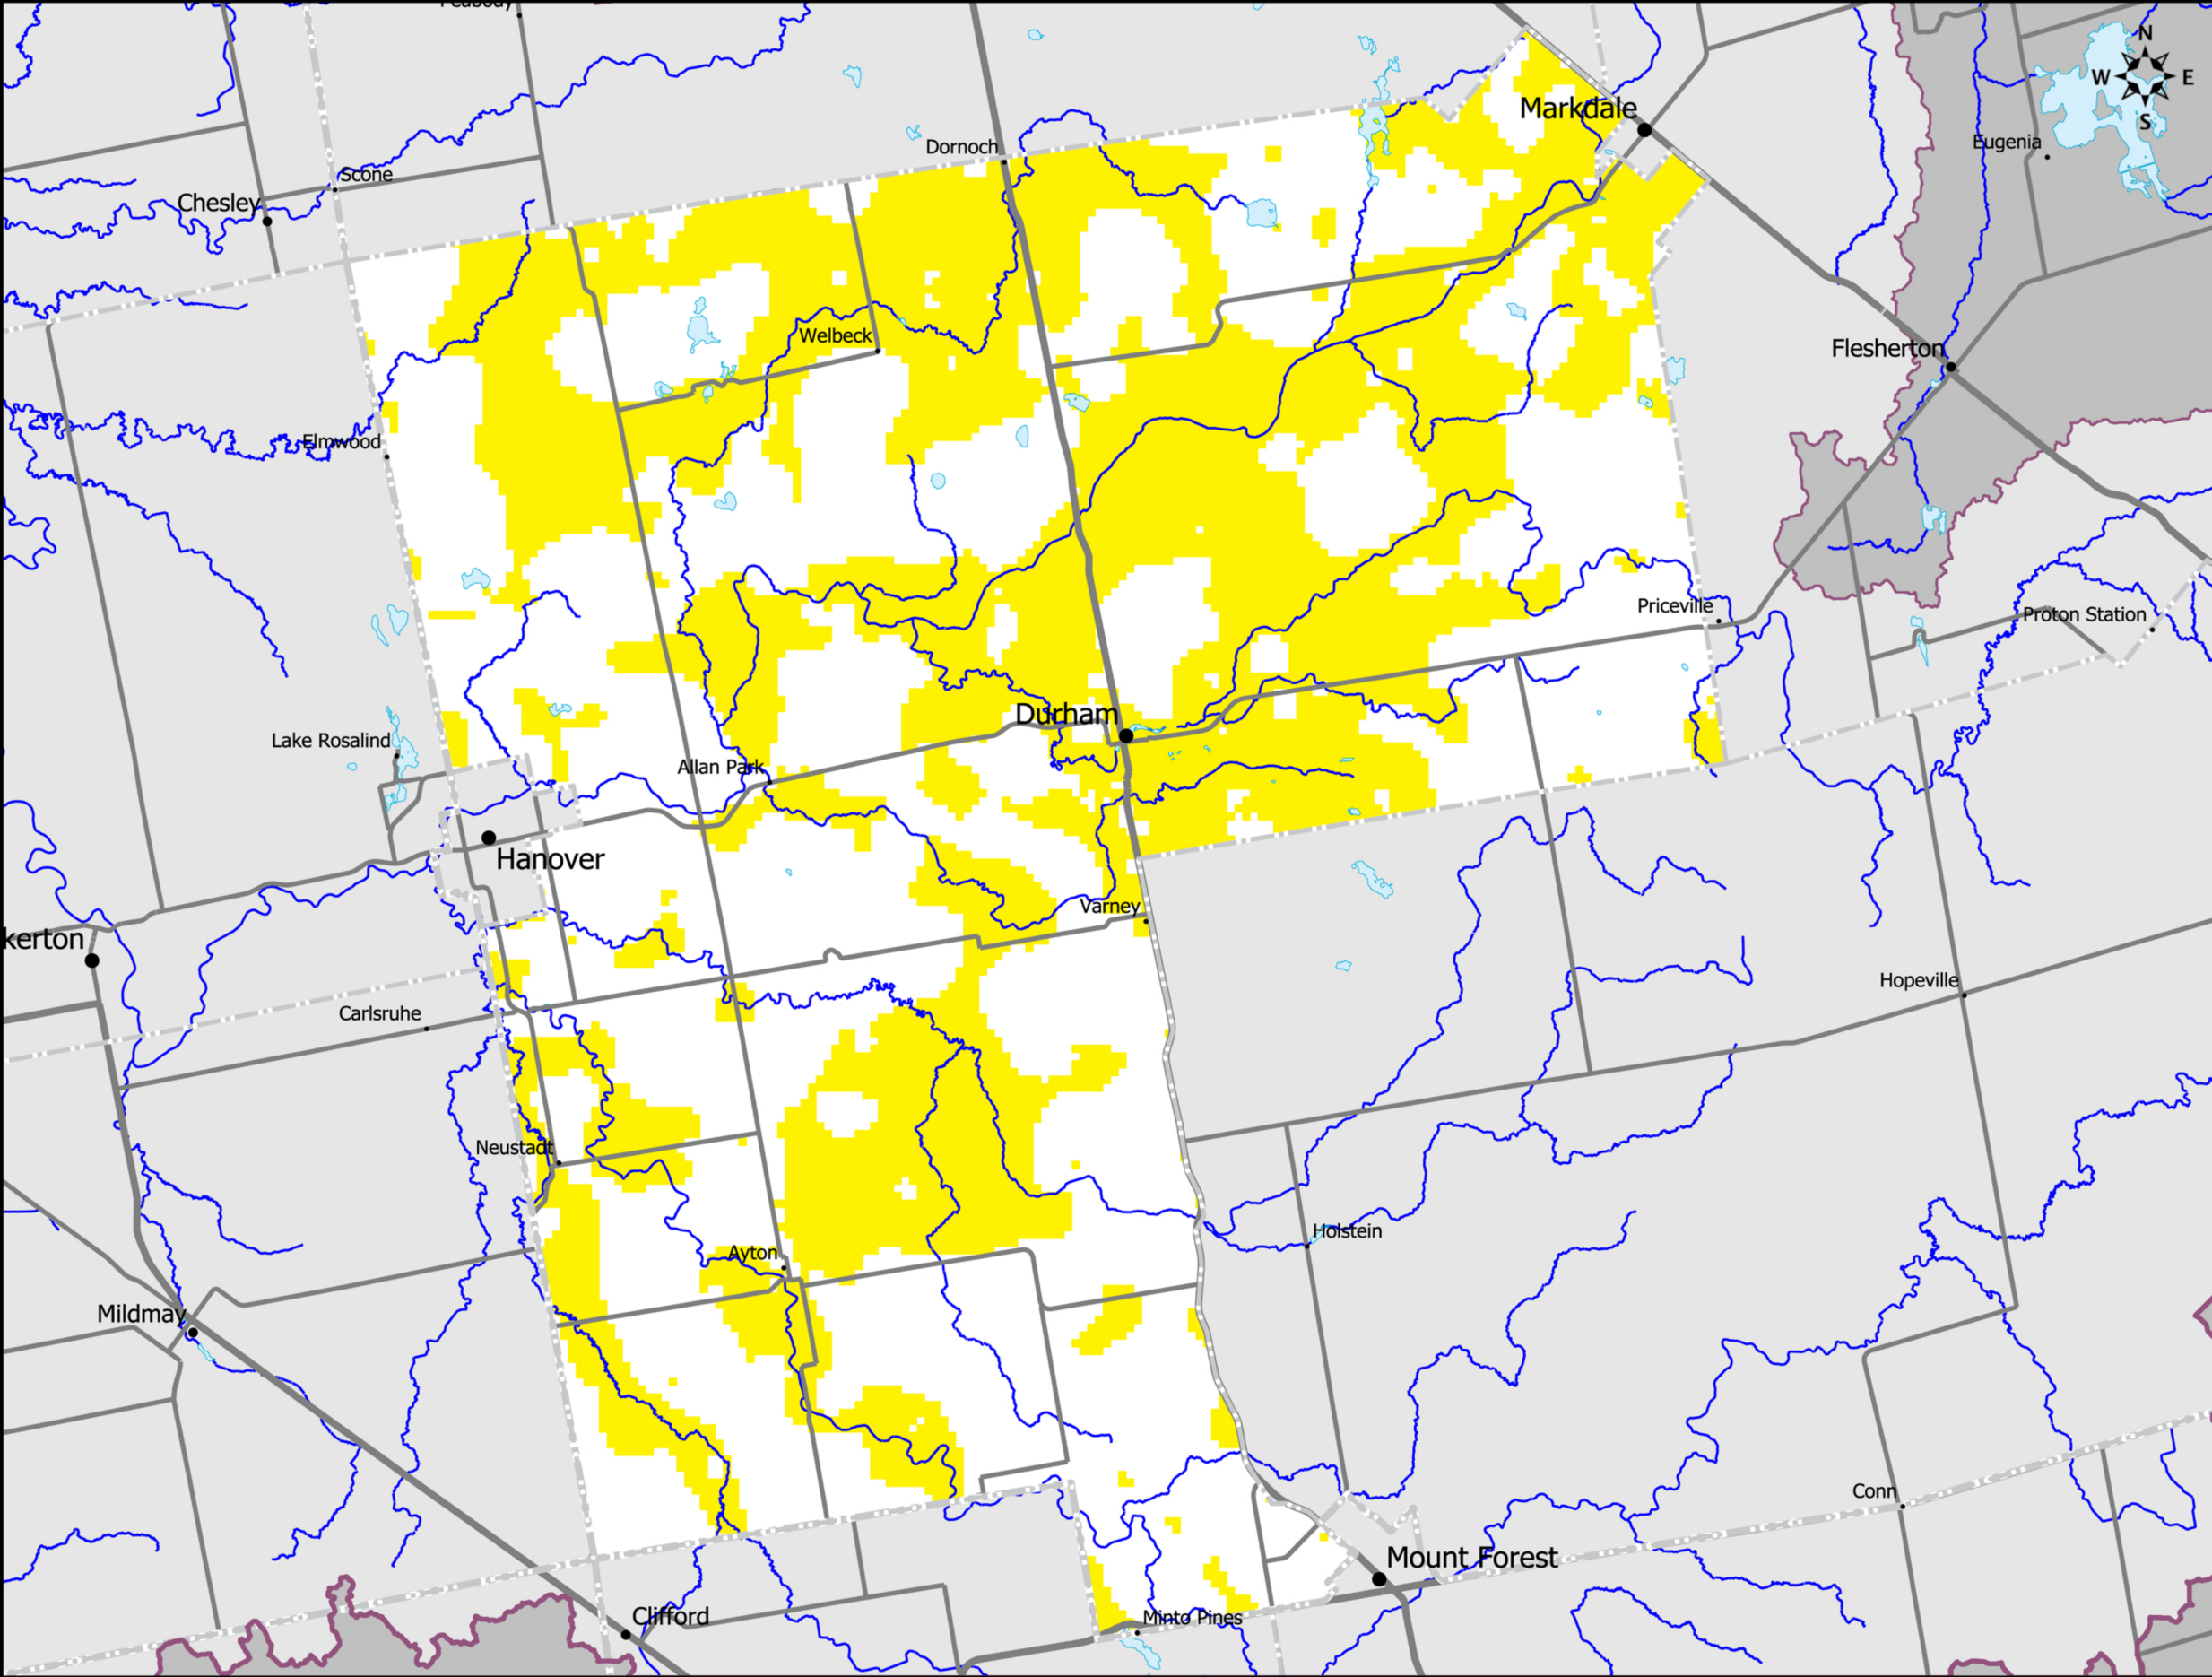 Peabody
N
W E
S
Markdale
Eugenia
Dornoch
Scone
Chesley
Welbeck
Flesherton
Elmwood
Priceville
Proton Station
Durham
Lake Rosalind
Allan Park
Hanover
Varney
kerton
Hopeville
Carlsruhe
Neustadt
Holstein
Ayton
Mildmay
Conn
Mount Forest
Clifford
Minto Pines